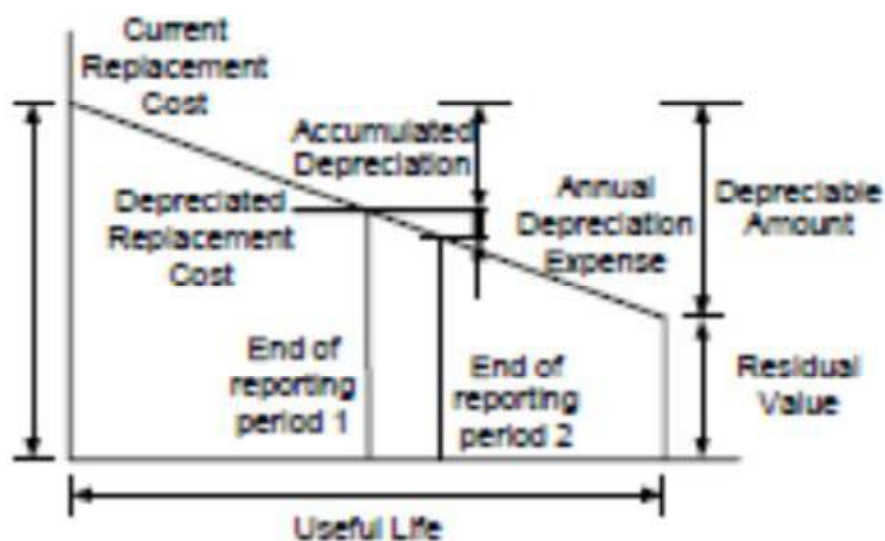 Current
Replacement
Cost
Accumulated
Depreciation
Annual
Depreciation
Expense
Depreciable
Amount
Depreciated
Replacement
Cost
End of
reporting
period 1
End of
reporting
period 2
Residual
Value
Useful Life